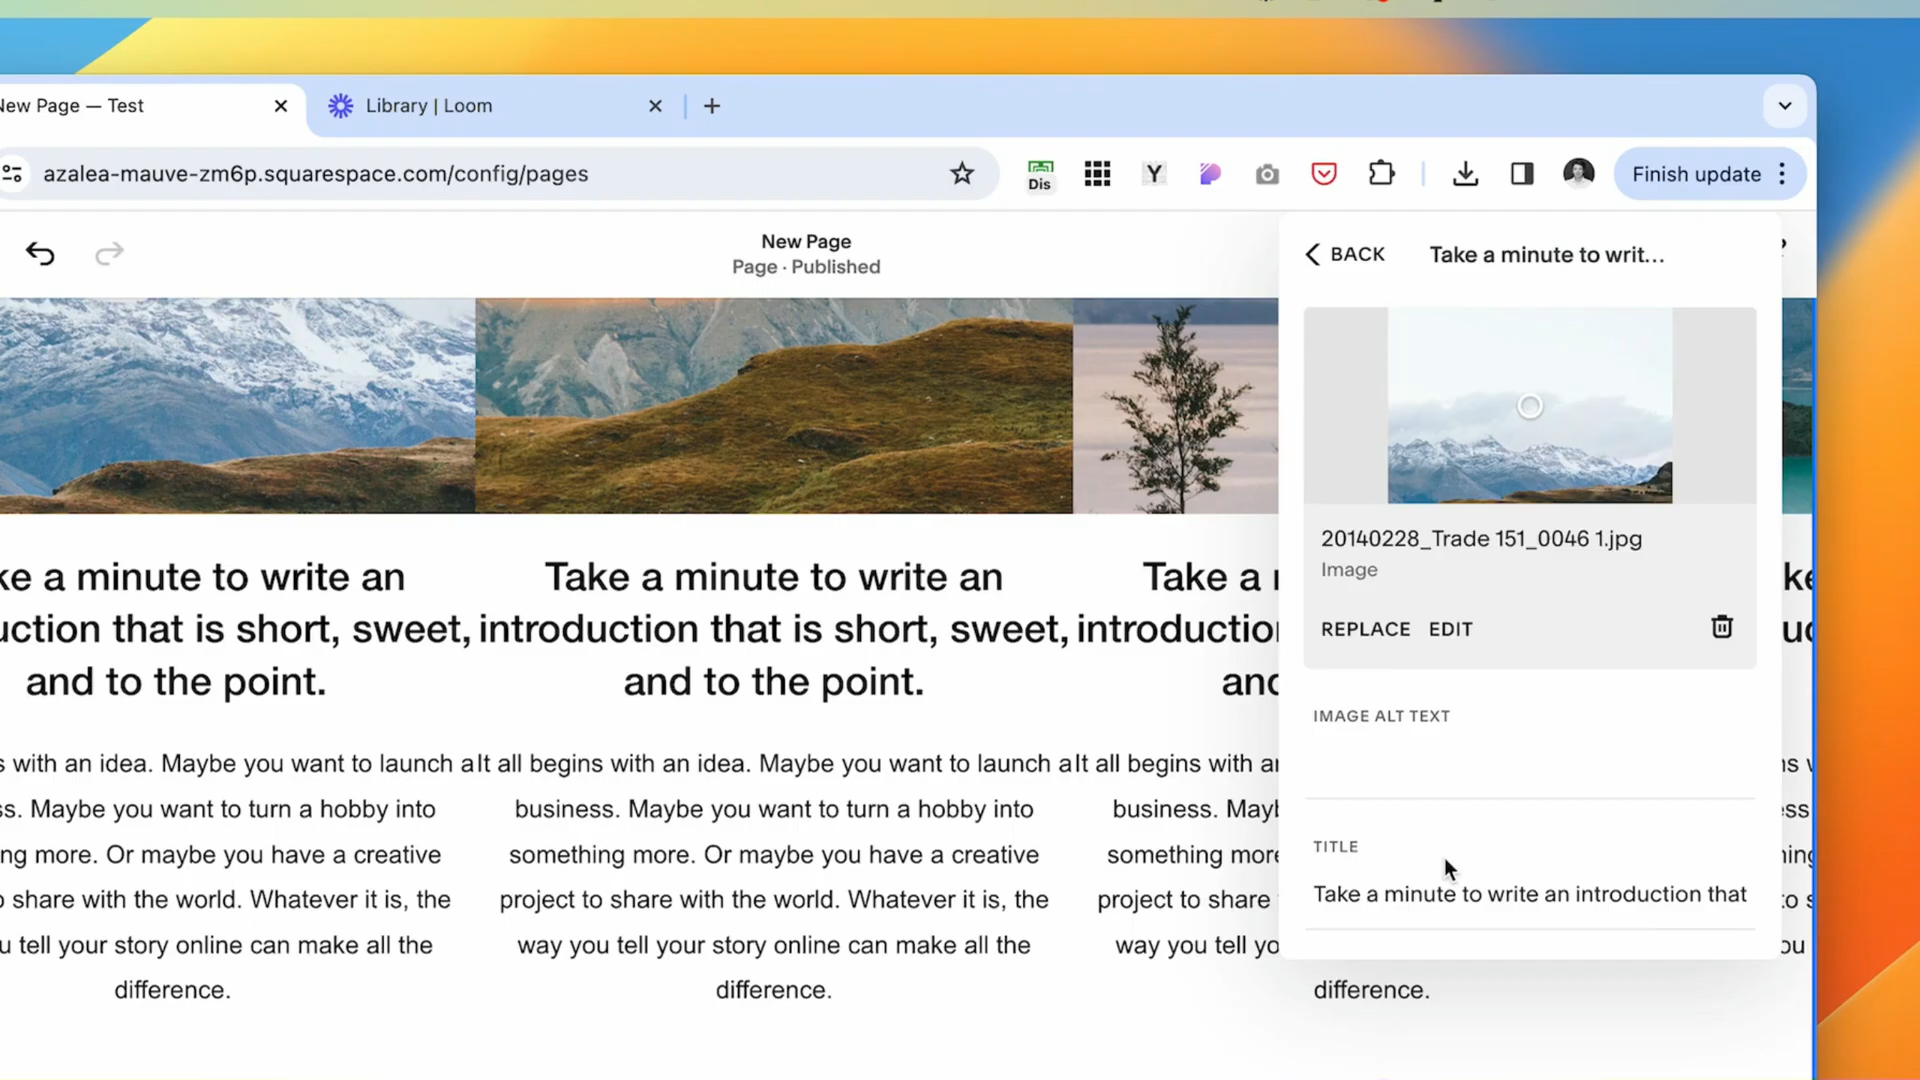 New Page — Test
Library | Loom
azalea-mauve-zm6p.squarespace.com/config/pages
Dis
Y
Finish update
New Page
Page · Published
BACK
Take a minute to writ...
20140228_Trade 151_0046 1.jpg
Image
REPLACE EDIT
IMAGE ALT TEXT
TITLE
Take a minute to write an introduction that
ke a minute to write an
uction that is short, sweet,
and to the point.
s with an idea. Maybe you want to launch a
ss. Maybe you want to turn a hobby into
ng more. Or maybe you have a creative
o share with the world. Whatever it is, the
u tell your story online can make all the
difference.
Take a minute to write an
introduction that is short, sweet,
and to the point.
It all begins with an idea. Maybe you want to launch a
business. Maybe you want to turn a hobby into
something more. Or maybe you have a creative
project to share with the world. Whatever it is, the
way you tell your story online can make all the
difference.
Take a
introductio
and
It all begins with an
business. Mayb
something more
project to share
way you tell yo
difference.